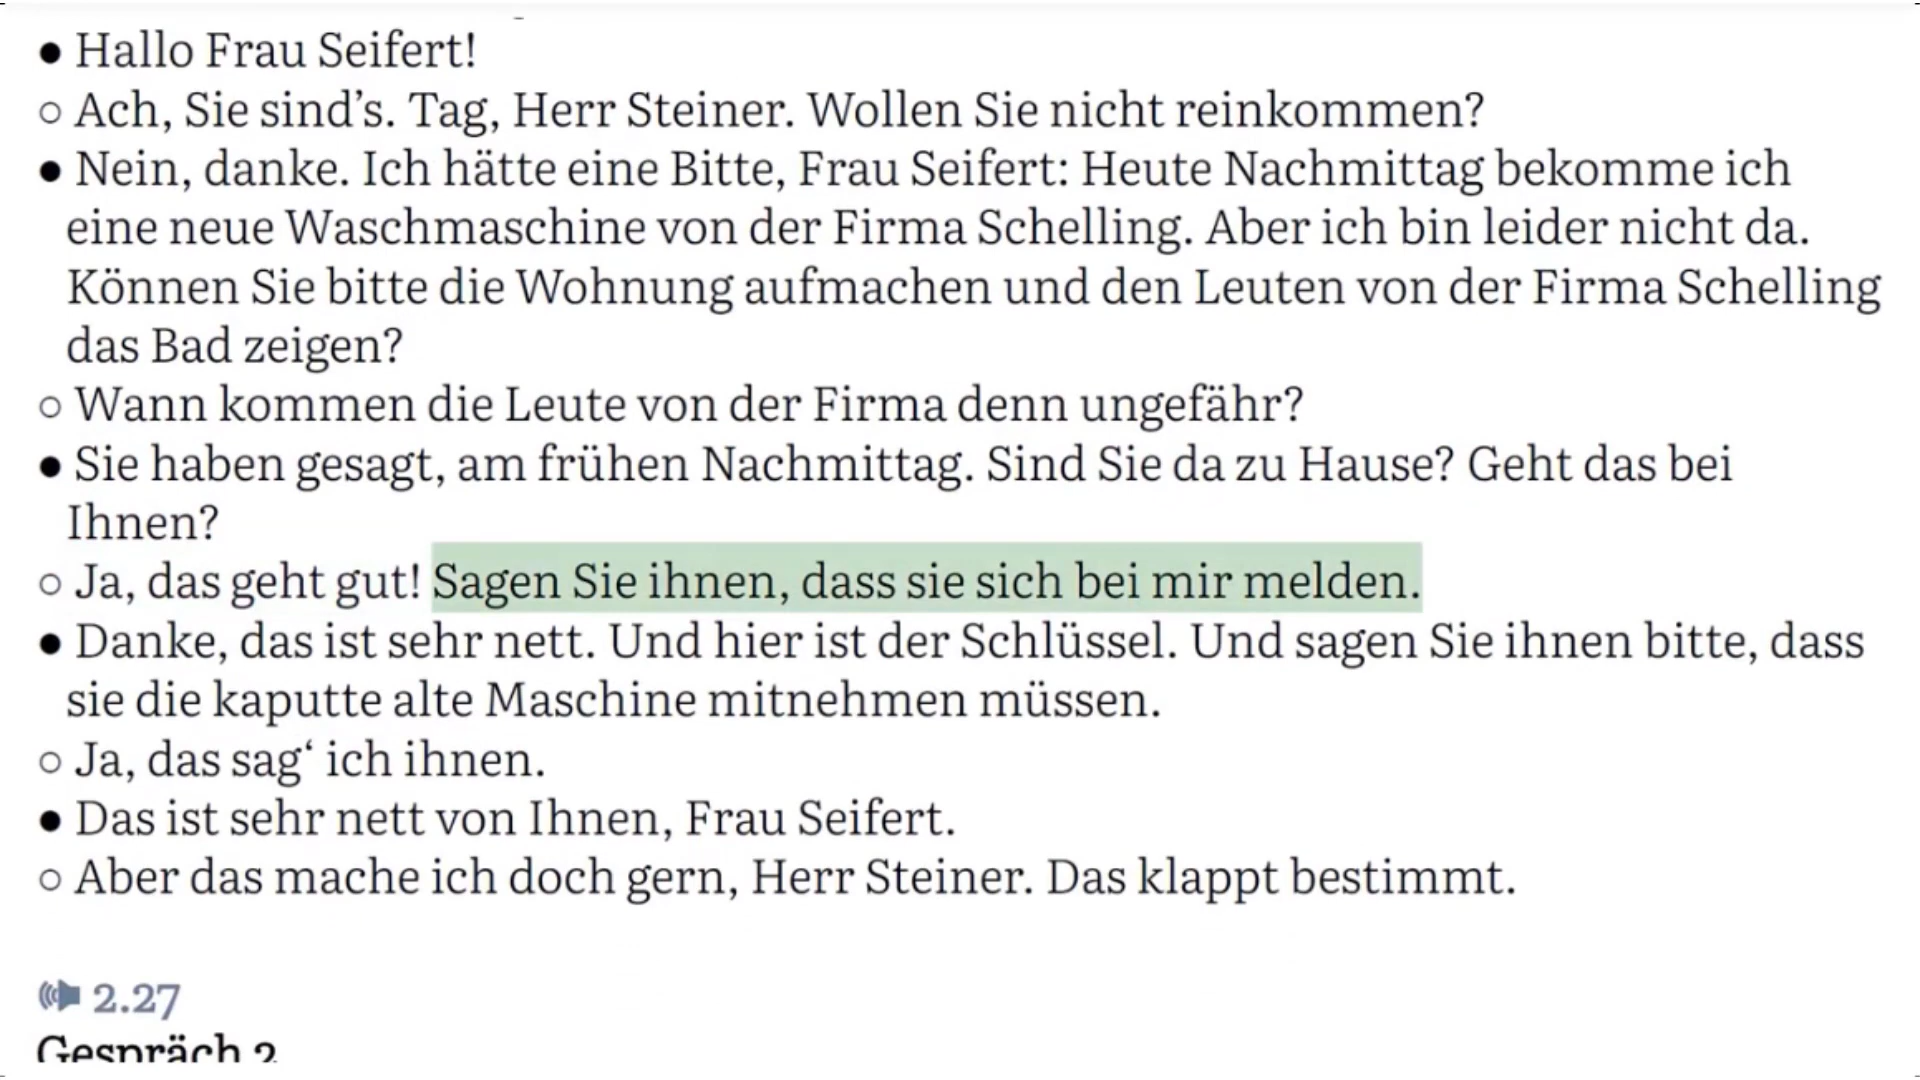 ● Hallo Frau Seifert!
○ Ach, Sie sind’s. Tag, Herr Steiner. Wollen Sie nicht reinkommen?
● Nein, danke. Ich hätte eine Bitte, Frau Seifert: Heute Nachmittag bekomme ich
eine neue Waschmaschine von der Firma Schelling. Aber ich bin leider nicht da.
Können Sie bitte die Wohnung aufmachen und den Leuten von der Firma Schelling
das Bad zeigen?
○ Wann kommen die Leute von der Firma denn ungefähr?
● Sie haben gesagt, am frühen Nachmittag. Sind Sie da zu Hause? Geht das bei
Ihnen?
○ Ja, das geht gut! Sagen Sie ihnen, dass sie sich bei mir melden.
● Danke, das ist sehr nett. Und hier ist der Schlüssel. Und sagen Sie ihnen bitte, dass
sie die kaputte alte Maschine mitnehmen müssen.
○ Ja, das sag‘ ich ihnen.
● Das ist sehr nett von Ihnen, Frau Seifert.
○ Aber das mache ich doch gern, Herr Steiner. Das klappt bestimmt.
2.27
Gespräch 2